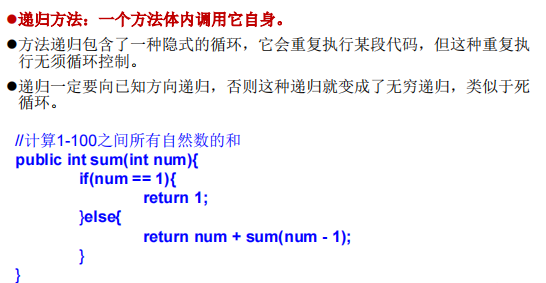 ●递归方法：一个方法体内调用它自身。
●方法递归包含了一种隐式的循环，它会重复执行某段代码，但这种重复执
行无须循环控制。
●递归一定要向已知方向递归，否则这种递归就变成了无穷递归，类似于死
循环。
//计算1-100之间所有自然数的和
public int sum(int num){
if(num == 1){
return 1;
}else{
return num + sum(num - 1);
}
}